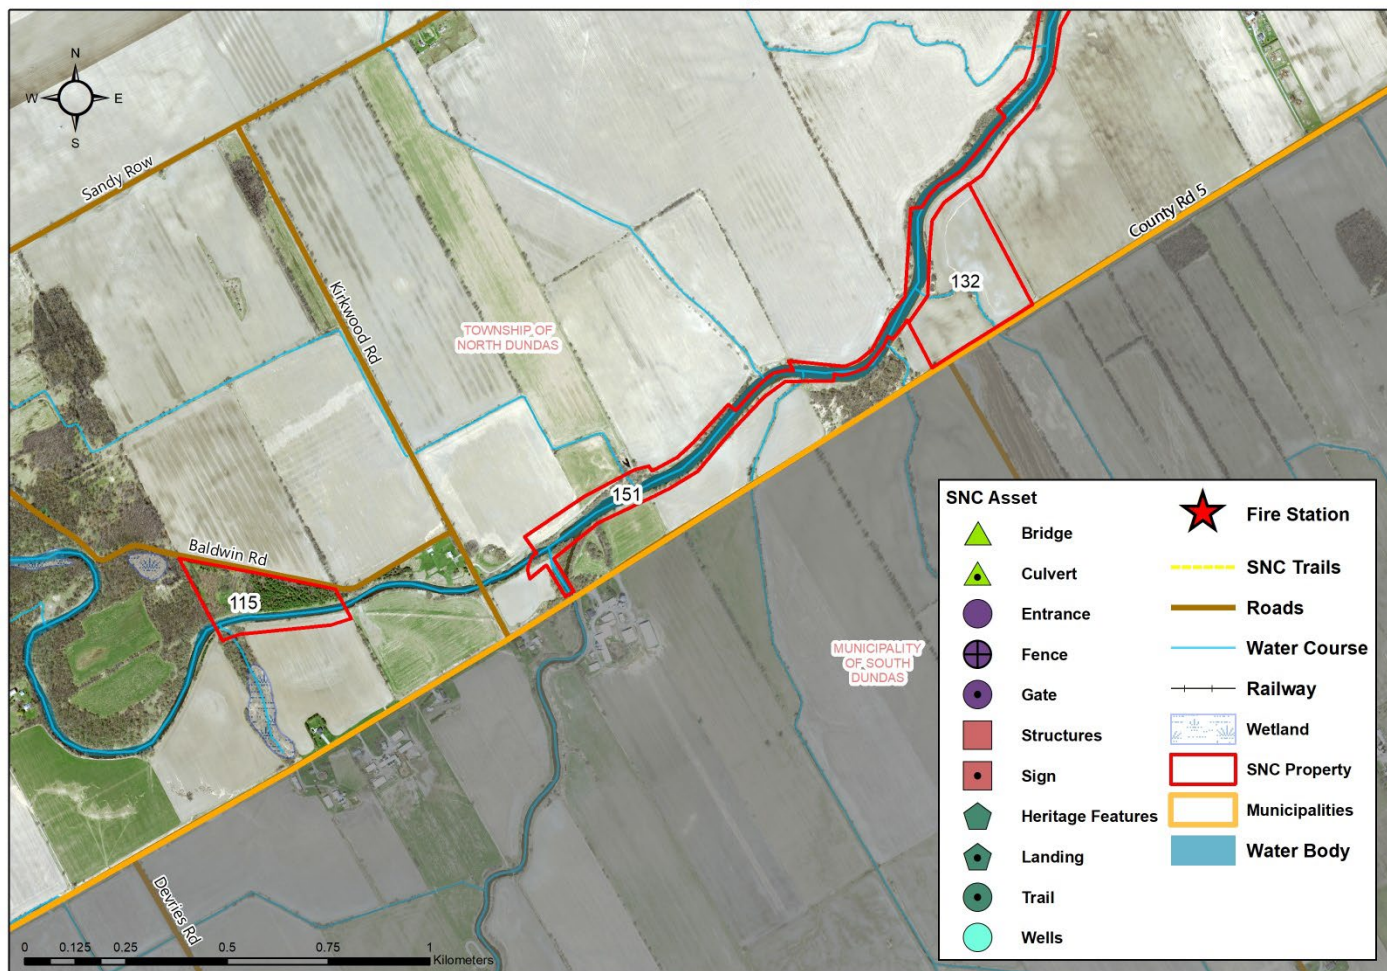 N
W
E
S
Sandy Row
Kirkwood Rd
County Rd 5
132
TOWNSHIP OF
NORTH DUNDAS
151
Baldwin Rd
115
MUNICIPALITY
OF SOUTH
DUNDAS
Devries Rd
0 0.125 0.25 0.5 0.75 1
Kilometers
SNC Asset
Bridge
Culvert
Entrance
Fence
Gate
Structures
Sign
Heritage Features
Landing
Trail
Wells
Fire Station
SNC Trails
Roads
Water Course
Railway
Wetland
SNC Property
Municipalities
Water Body